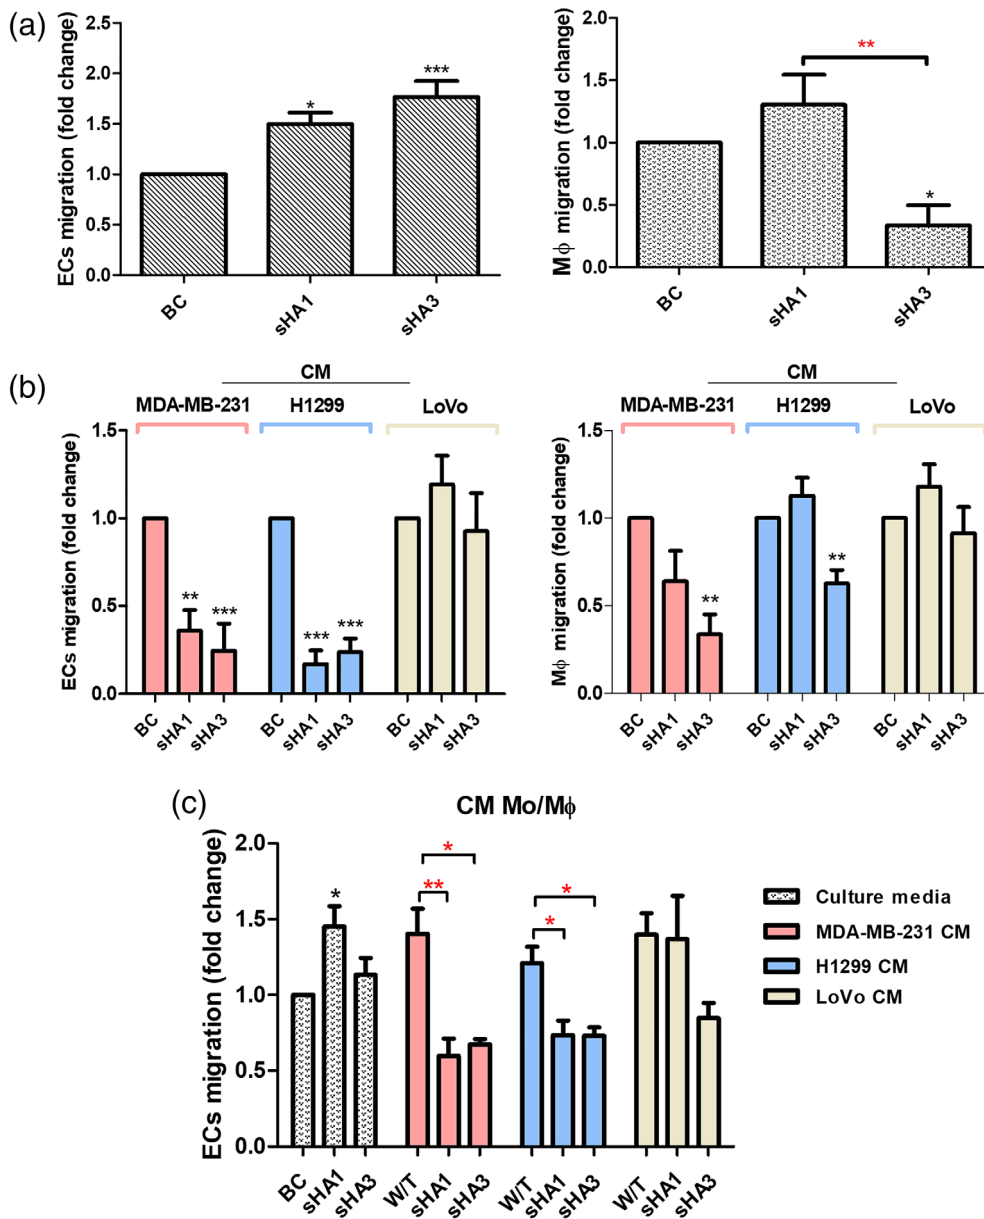 (a)
ECs migration (fold change)
2.5
2.0
1.5
1.0
0.5
0.0
*
***
BC
sHA1
sHA3
Mϕ migration (fold change)
2.0
1.5
1.0
0.5
0.0
**
*
BC
sHA1
sHA3
(b)
CM
MDA-MB-231 H1299 LoVo
ECs migration (fold change)
1.5
1.0
0.5
0.0
** *** *** ***
BC sHA1 sHA3 BC sHA1 sHA3 BC sHA1 sHA3
CM
MDA-MB-231 H1299 LoVo
Mϕ migration (fold change)
1.5
1.0
0.5
0.0
** **
BC sHA1 sHA3 BC sHA1 sHA3 BC sHA1 sHA3
(c)
CM Mo/Mϕ
ECs migration (fold change)
2.0
1.5
1.0
0.5
0.0
*
*
**
*
*
BC sHA1 sHA3 W/T sHA1 sHA3 W/T sHA1 sHA3 W/T sHA1 sHA3
Culture media
MDA-MB-231 CM
H1299 CM
LoVo CM